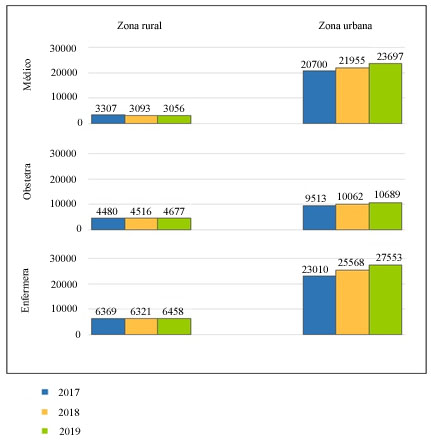 Zona rural Zona urbana
Médico
30000
20000
10000
0
3307 3093 3056
20700 21955 23697
Obstetra
30000
20000
10000
0
4480 4516 4677
9513 10062 10689
Enfermera
30000
20000
10000
0
6369 6321 6458
23010 25568 27553
2017
2018
2019